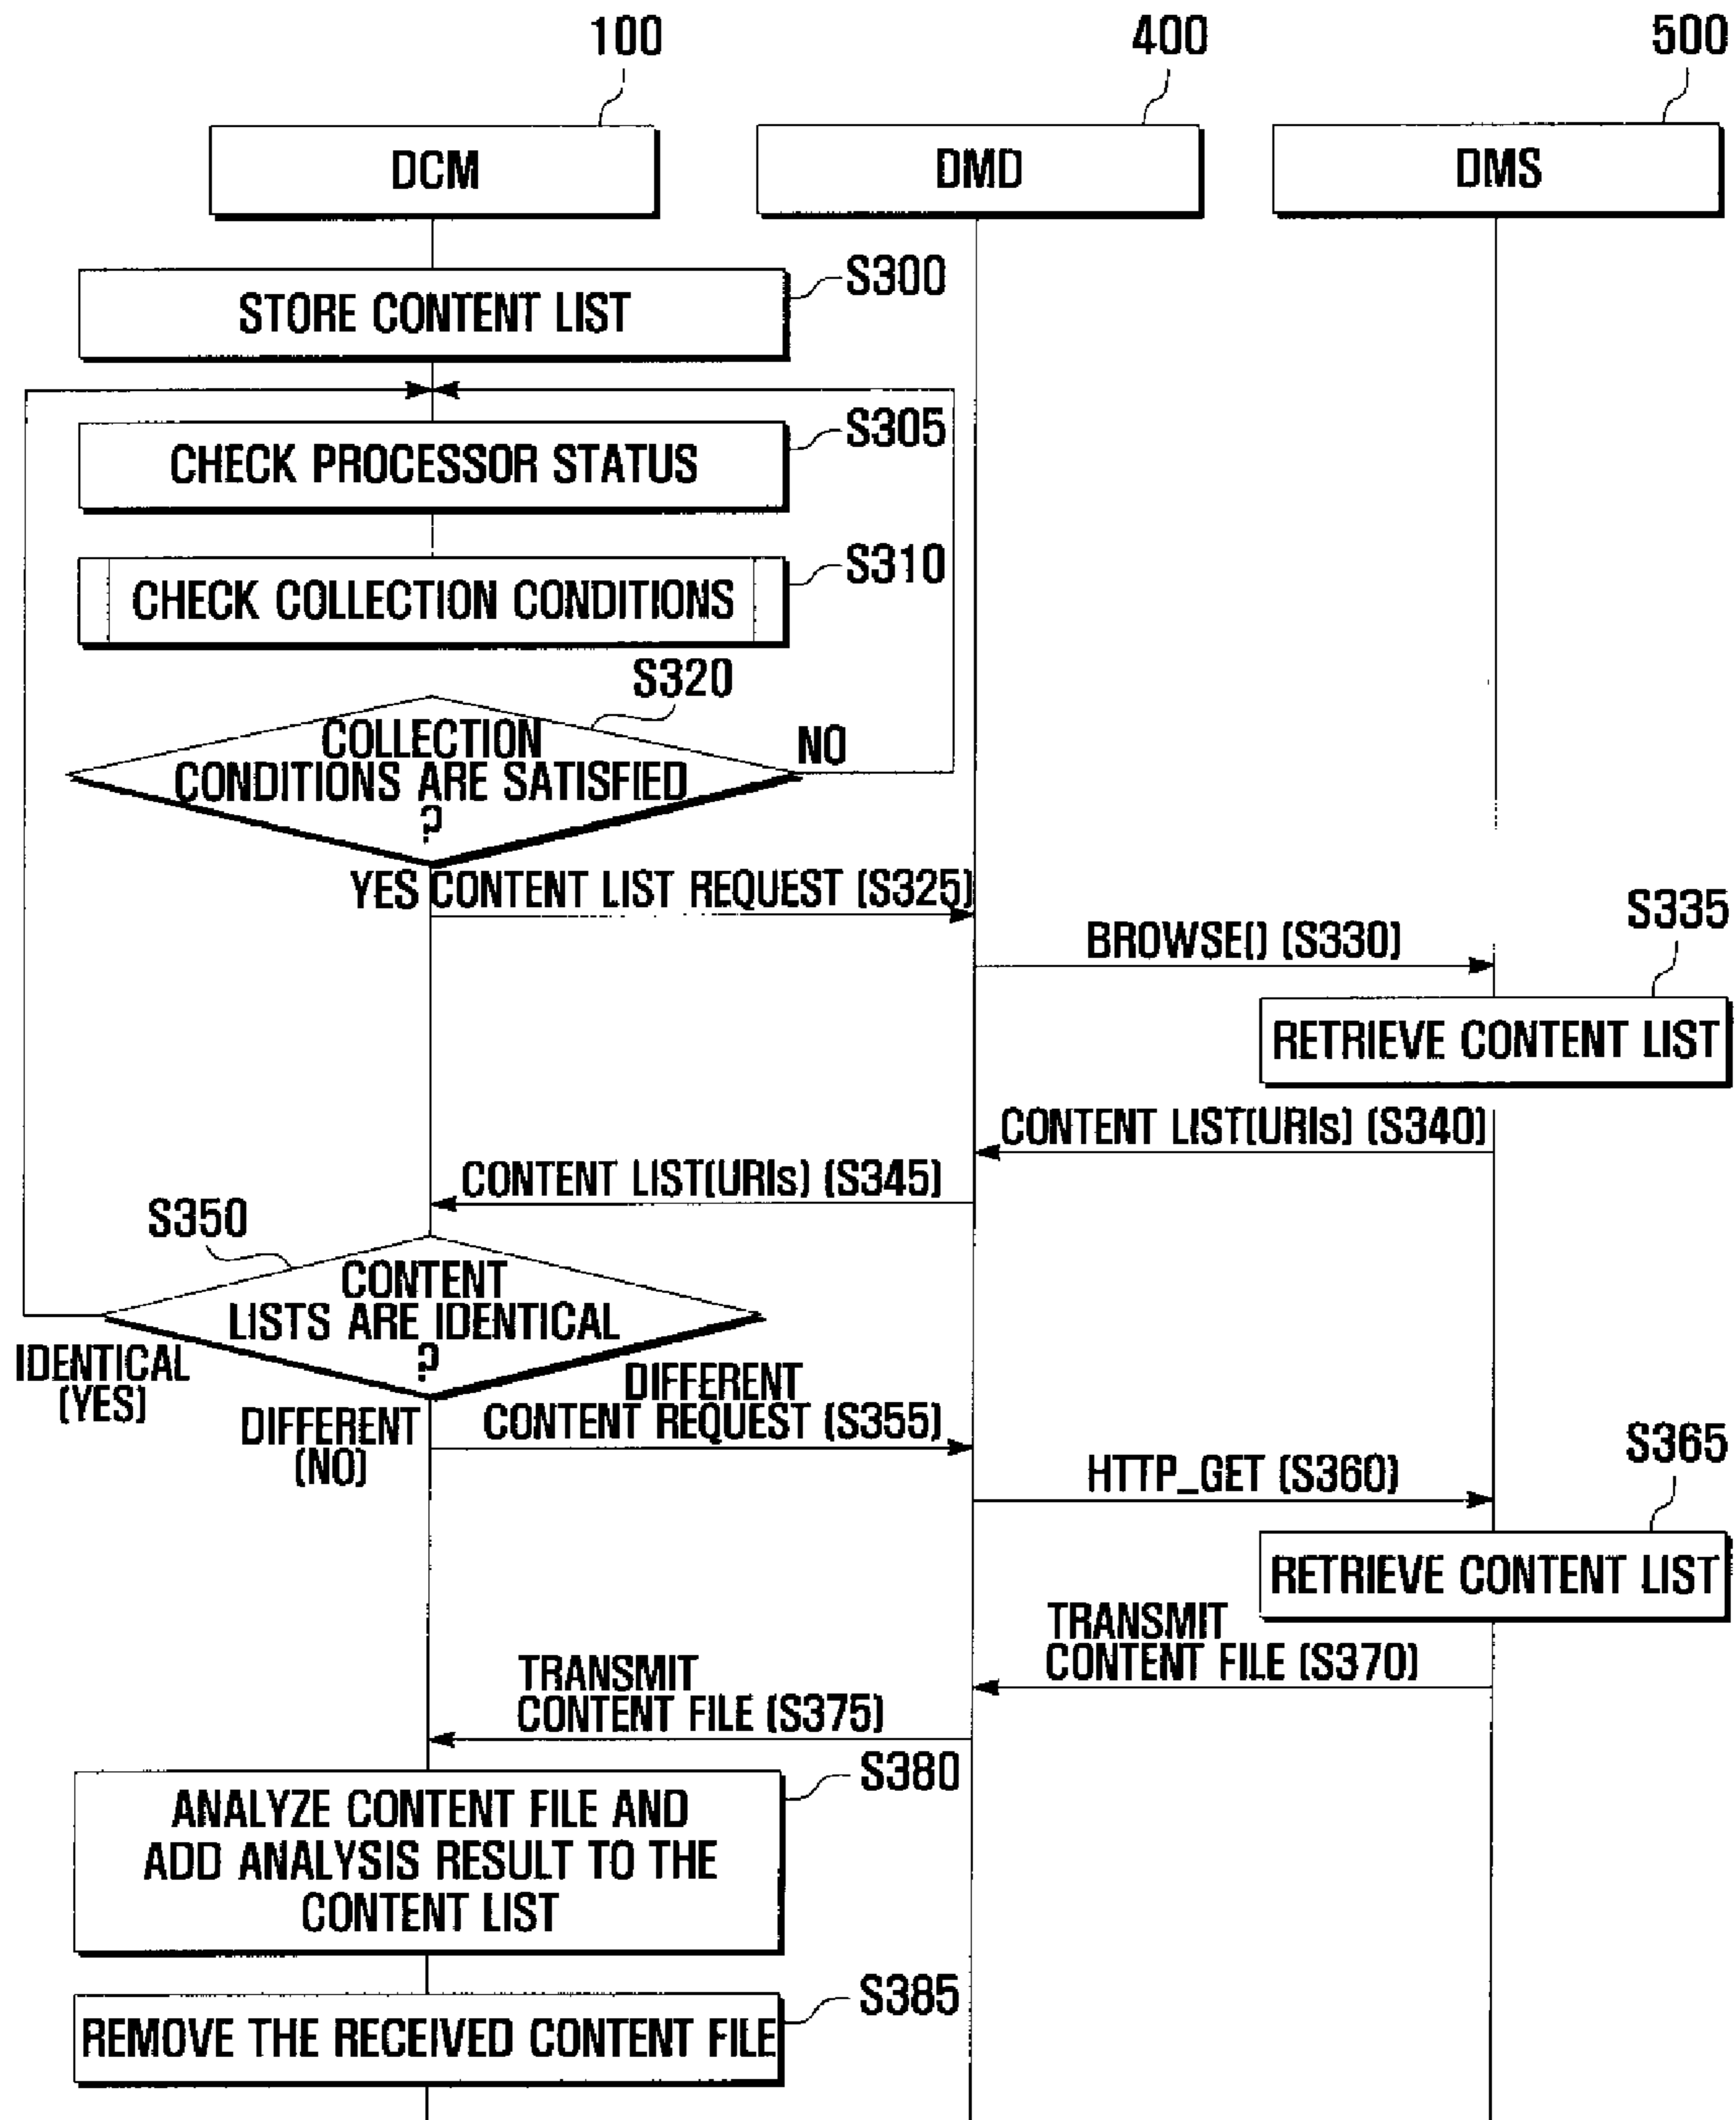 100
400
500
DCM
DMD
DMS
S300
STORE CONTENT LIST
S305
CHECK PROCESSOR STATUS
S310
CHECK COLLECTION CONDITIONS
S320
COLLECTION
CONDITIONS ARE SATISFIED
?
NO
YES
CONTENT LIST REQUEST (S325)
BROWSE() (S330)
S335
RETRIEVE CONTENT LIST
CONTENT LIST(URIs) (S340)
CONTENT LIST(URIs) (S345)
S350
CONTENT
LISTS ARE IDENTICAL
?
IDENTICAL
(YES)
DIFFERENT
(NO)
DIFFERENT
CONTENT REQUEST (S355)
HTTP_GET (S360)
S365
RETRIEVE CONTENT LIST
TRANSMIT
CONTENT FILE (S370)
TRANSMIT
CONTENT FILE (S375)
S380
ANALYZE CONTENT FILE AND
ADD ANALYSIS RESULT TO THE
CONTENT LIST
S385
REMOVE THE RECEIVED CONTENT FILE